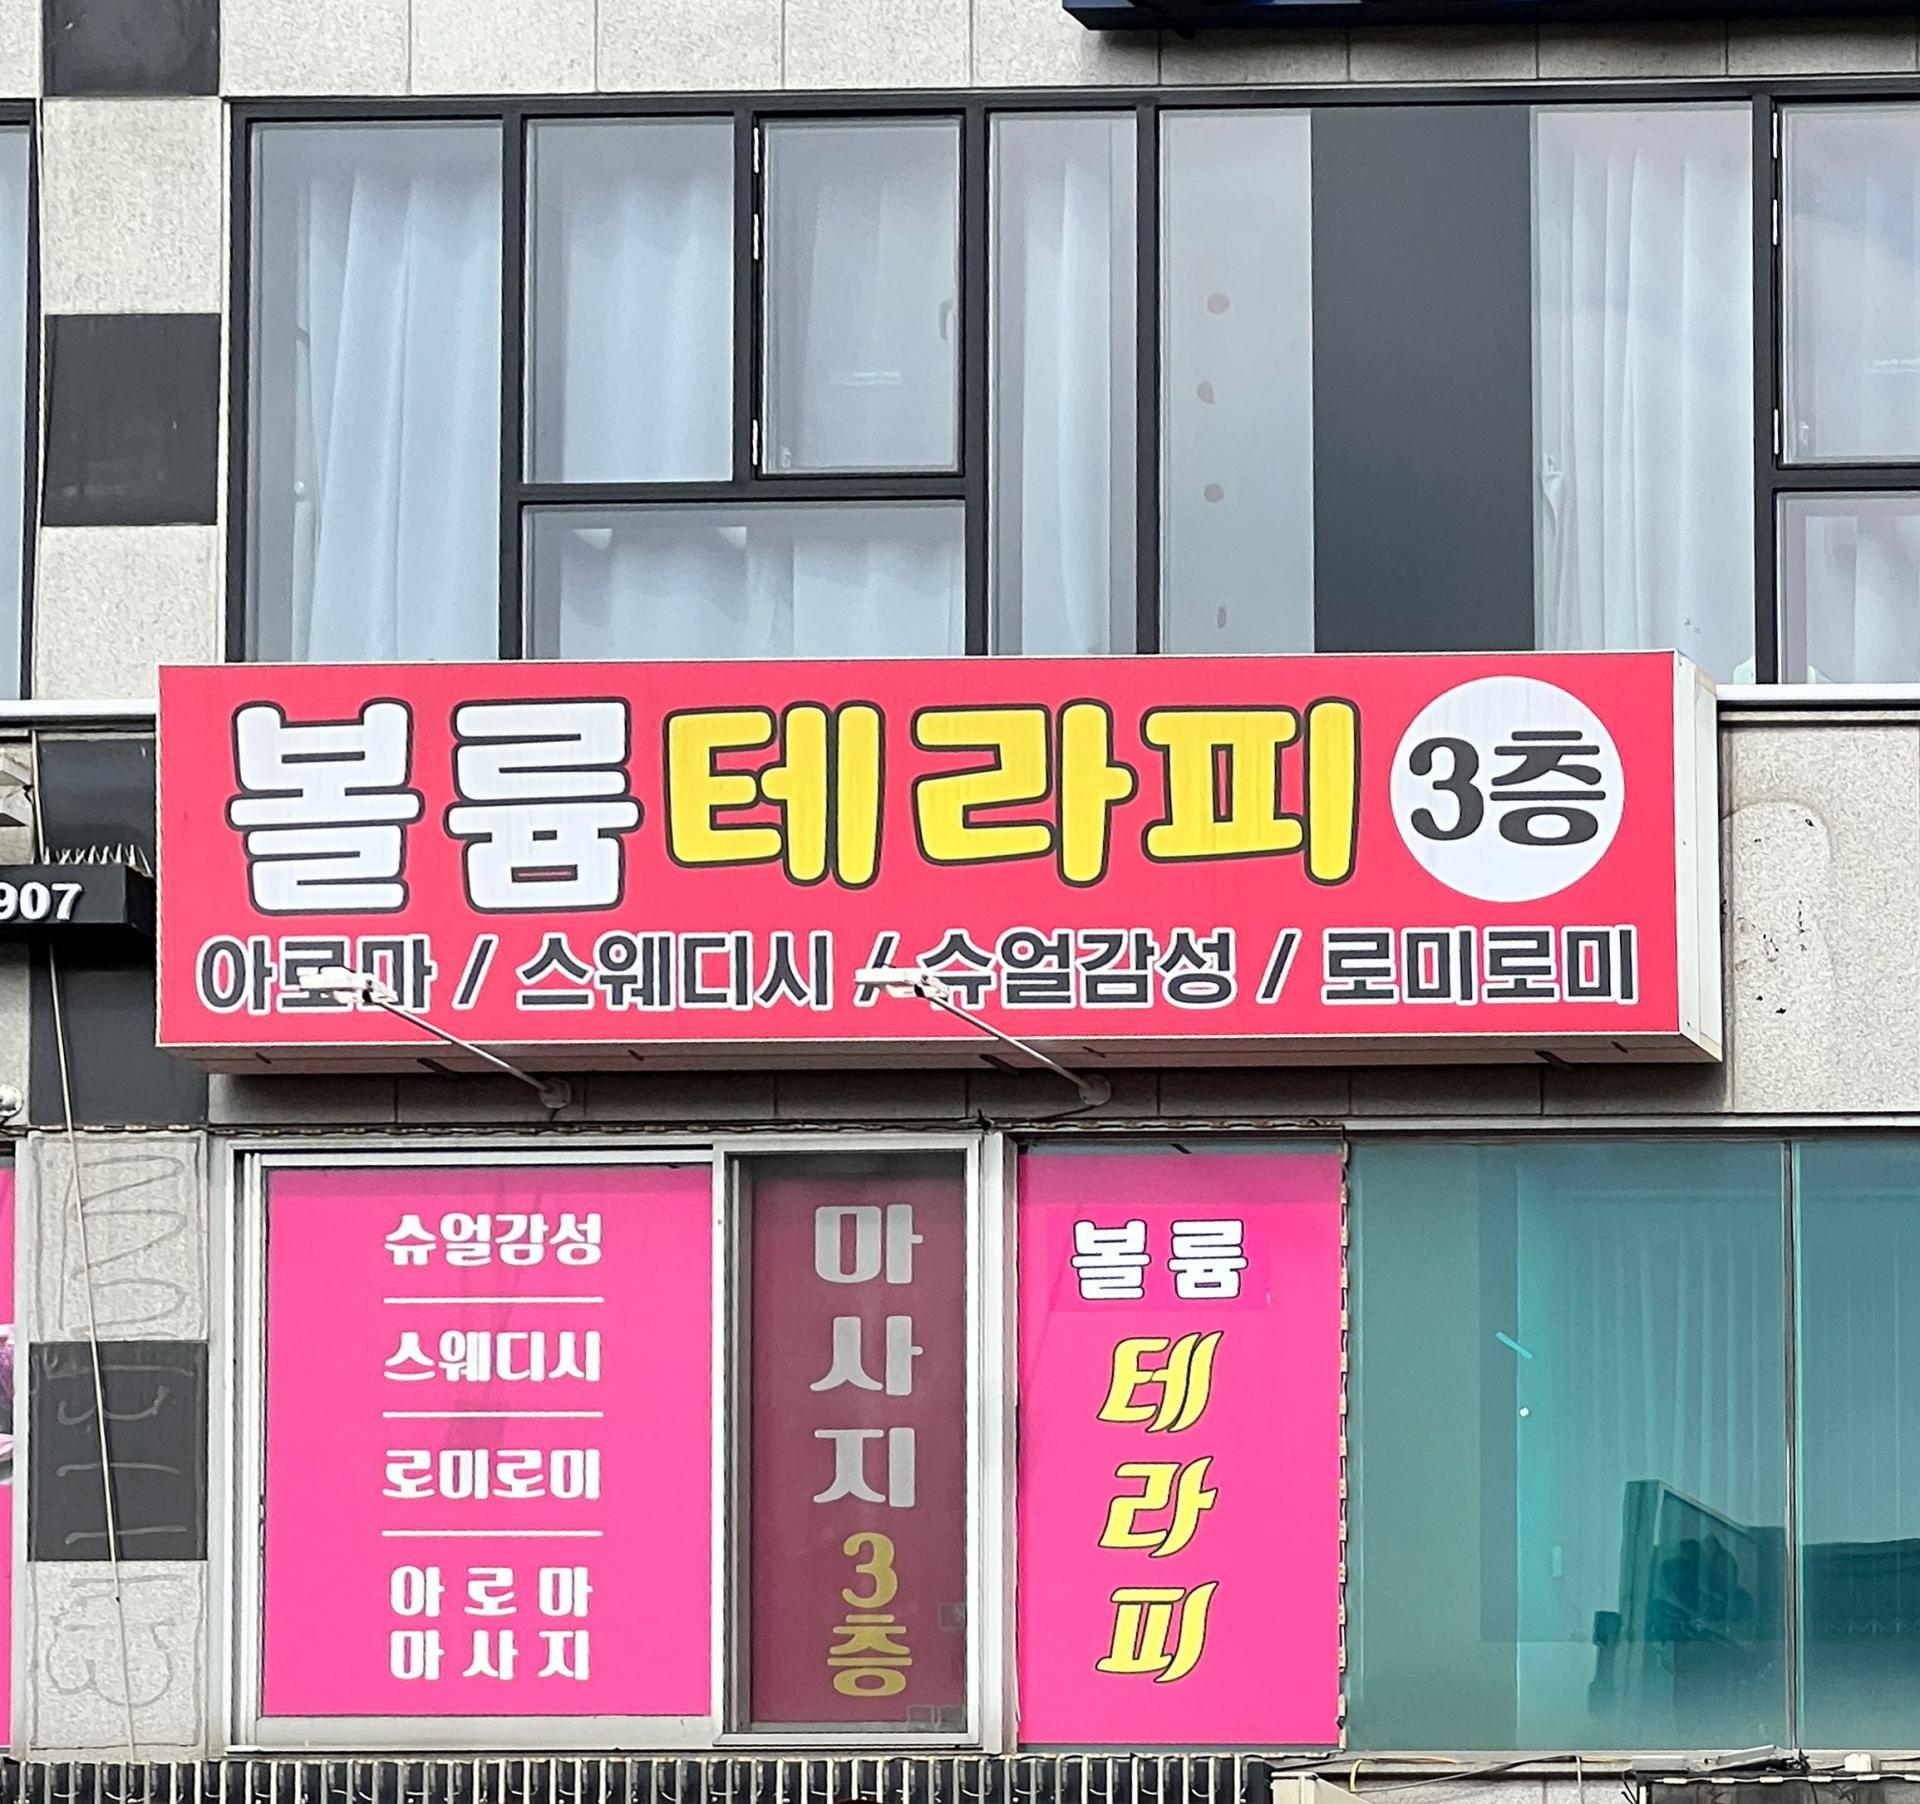 볼륨테라피 3층
아로마 / 스웨디시 / 슈얼감성 / 로미로미
907
슈얼감성
스웨디시
로미로미
아로마
마사지
마사지3층
볼륨
테라피